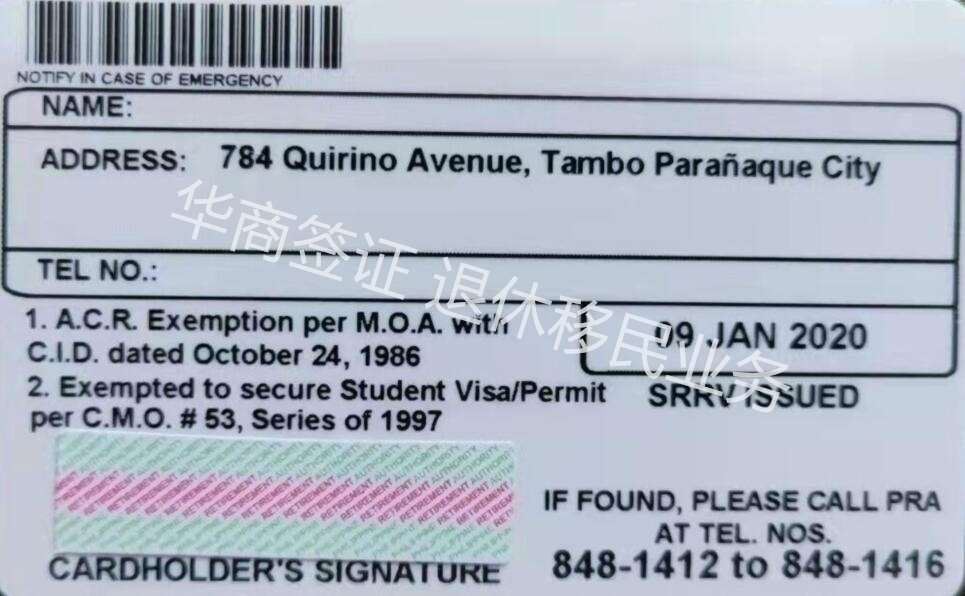 NOTIFY IN CASE OF EMERGENCY
NAME:
ADDRESS: 784 Quirino Avenue, Tambo Parañaque City
华商签证 退休移民业务
TEL NO.:
1. A.C.R. Exemption per M.O.A. with
C.I.D. dated October 24, 1986
09 JAN 2020
2. Exempted to secure Student Visa/Permit
per C.M.O. # 53, Series of 1997
SRRV ISSUED
RETIREMENT AUTHORITY
IF FOUND, PLEASE CALL PRA
AT TEL. NOS.
848-1412 to 848-1416
CARDHOLDER'S SIGNATURE